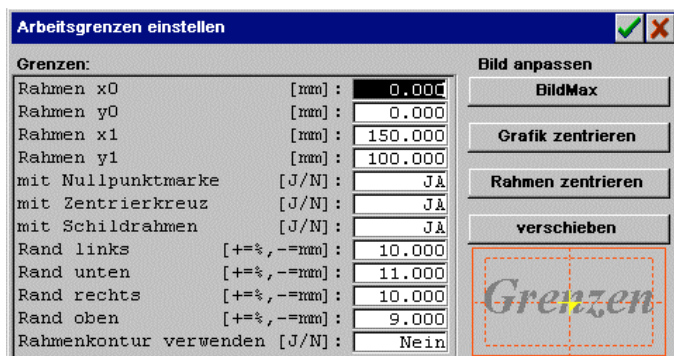 Arbeitsgrenzen einstellen
Grenzen:
Bild anpassen
Rahmen x0 [mm]: 0.000
Rahmen y0 [mm]: 0.000
Rahmen x1 [mm]: 150.000
Rahmen y1 [mm]: 100.000
mit Nullpunktmarke [J/N]: JA
mit Zentrierkreuz [J/N]: JA
mit Schildrahmen [J/N]: JA
Rand links [+=%,-=mm]: 10.000
Rand unten [+=%,-=mm]: 11.000
Rand rechts [+=%,-=mm]: 10.000
Rand oben [+=%,-=mm]: 9.000
Rahmenkontur verwenden [J/N]: Nein
BildMax
Grafik zentrieren
Rahmen zentrieren
verschieben
Grenzen